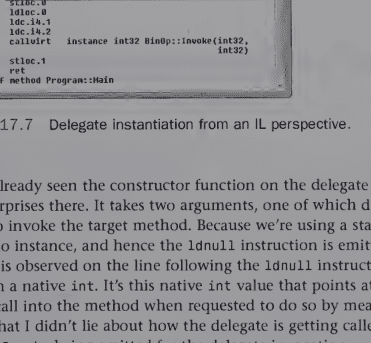 stloc.0
ldloc.0
ldc.i4.1
ldc.i4.2
callvirt instance int32 BinOp::Invoke(int32,
int32)
stloc.1
ret
f method Program::Main
17.7 Delegate instantiation from an IL perspective.
lready seen the constructor function on the delegate
rprises there. It takes two arguments, one of which d
o invoke the target method. Because we're using a sta
o instance, and hence the ldnull instruction is emit
is observed on the line following the ldnull instruct
n a native int. It's this native int value that points at
call into the method when requested to do so by mean
hat I didn't lie about how the delegate is getting calle